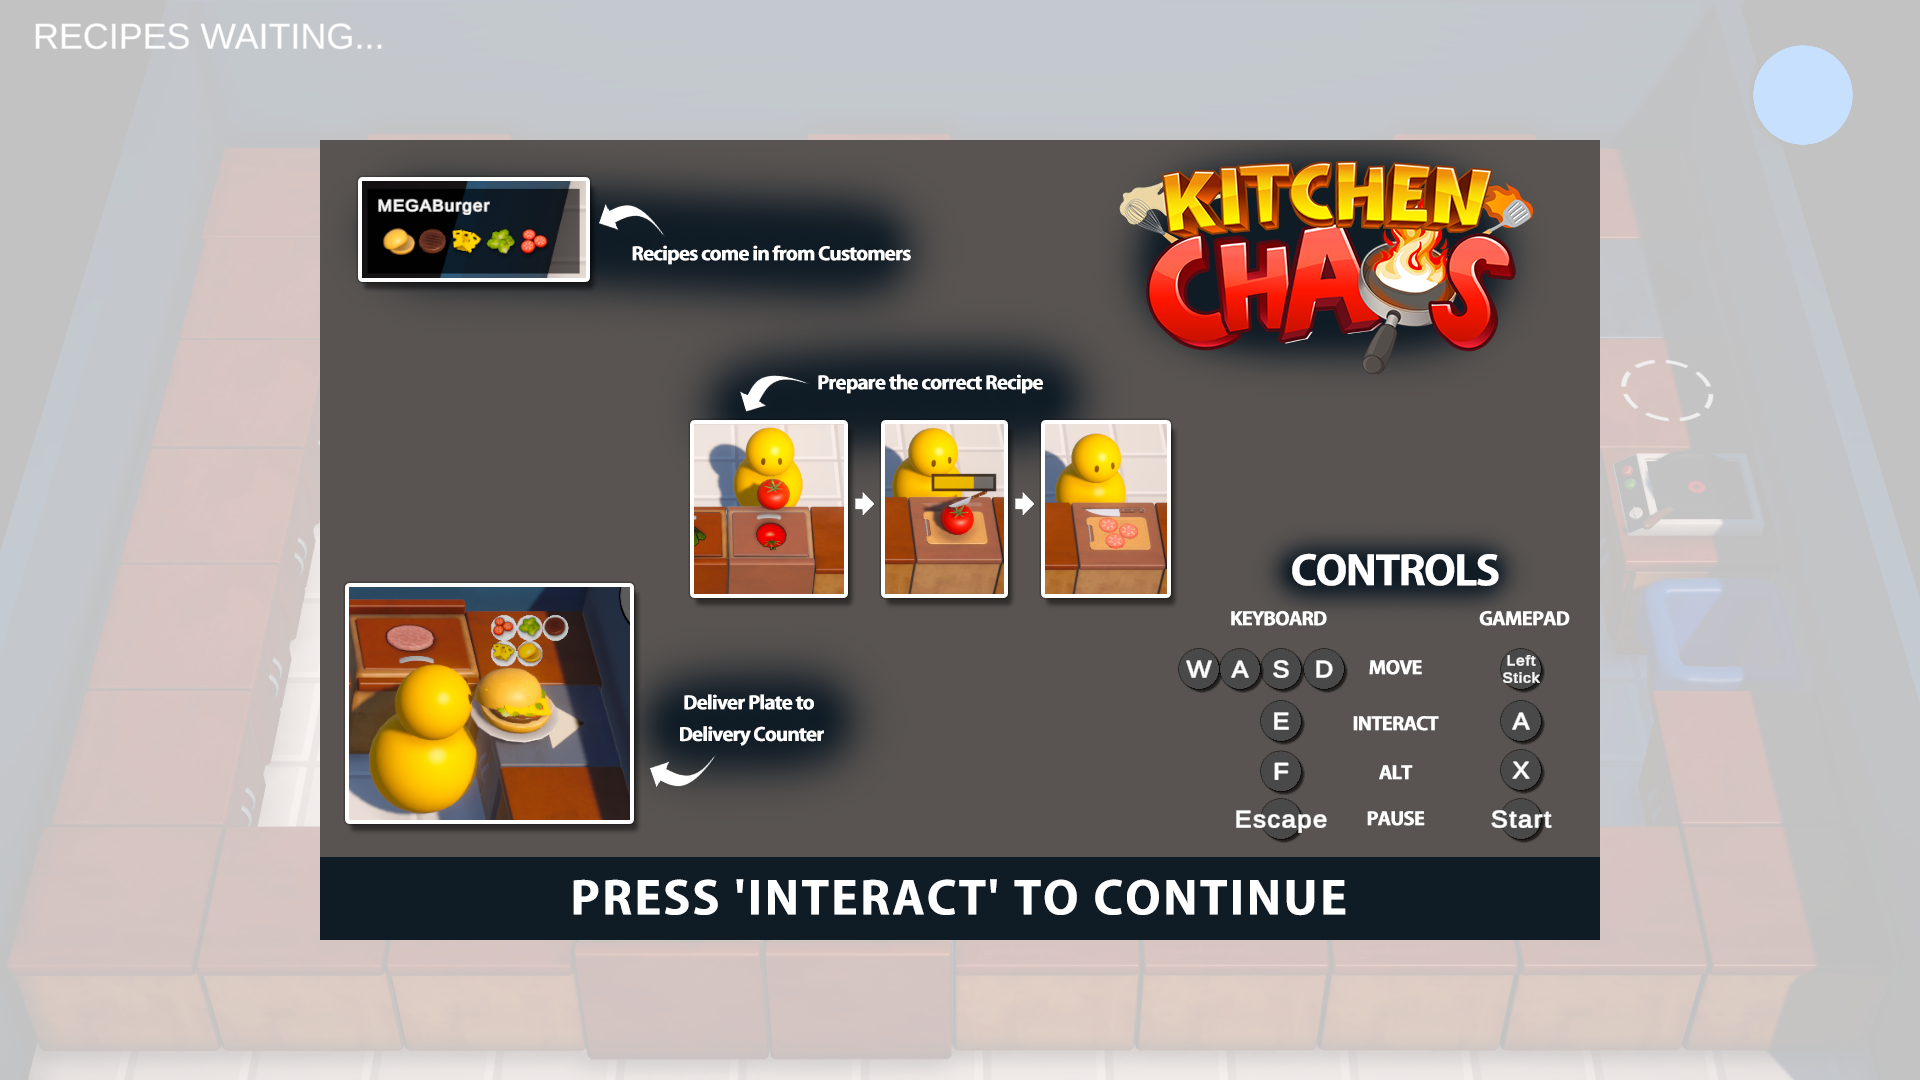 RECIPES WAITING...
MEGABurger
Recipes come in from Customers
KITCHEN
CHAOS
Prepare the correct Recipe
Deliver Plate to
Delivery Counter
CONTROLS
KEYBOARD GAMEPAD
W A S D MOVE Left Stick
E INTERACT A
F ALT X
Escape PAUSE Start
PRESS 'INTERACT' TO CONTINUE